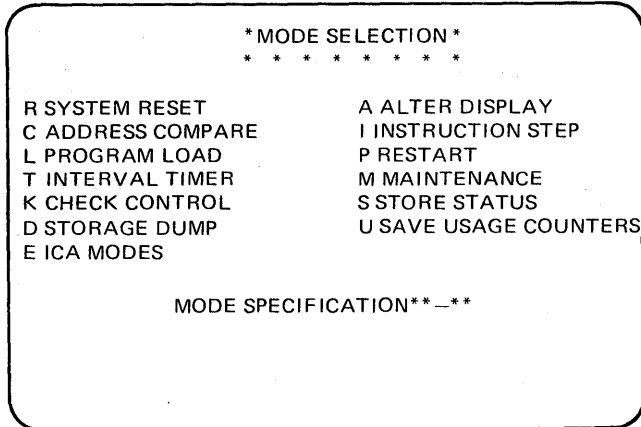 *MODE SELECTION*
* * * * * * * *
R SYSTEM RESET A ALTER DISPLAY
C ADDRESS COMPARE I INSTRUCTION STEP
L PROGRAM LOAD P RESTART
T INTERVAL TIMER M MAINTENANCE
K CHECK CONTROL S STORE STATUS
D STORAGE DUMP U SAVE USAGE COUNTERS
E ICA MODES
MODE SPECIFICATION**—**